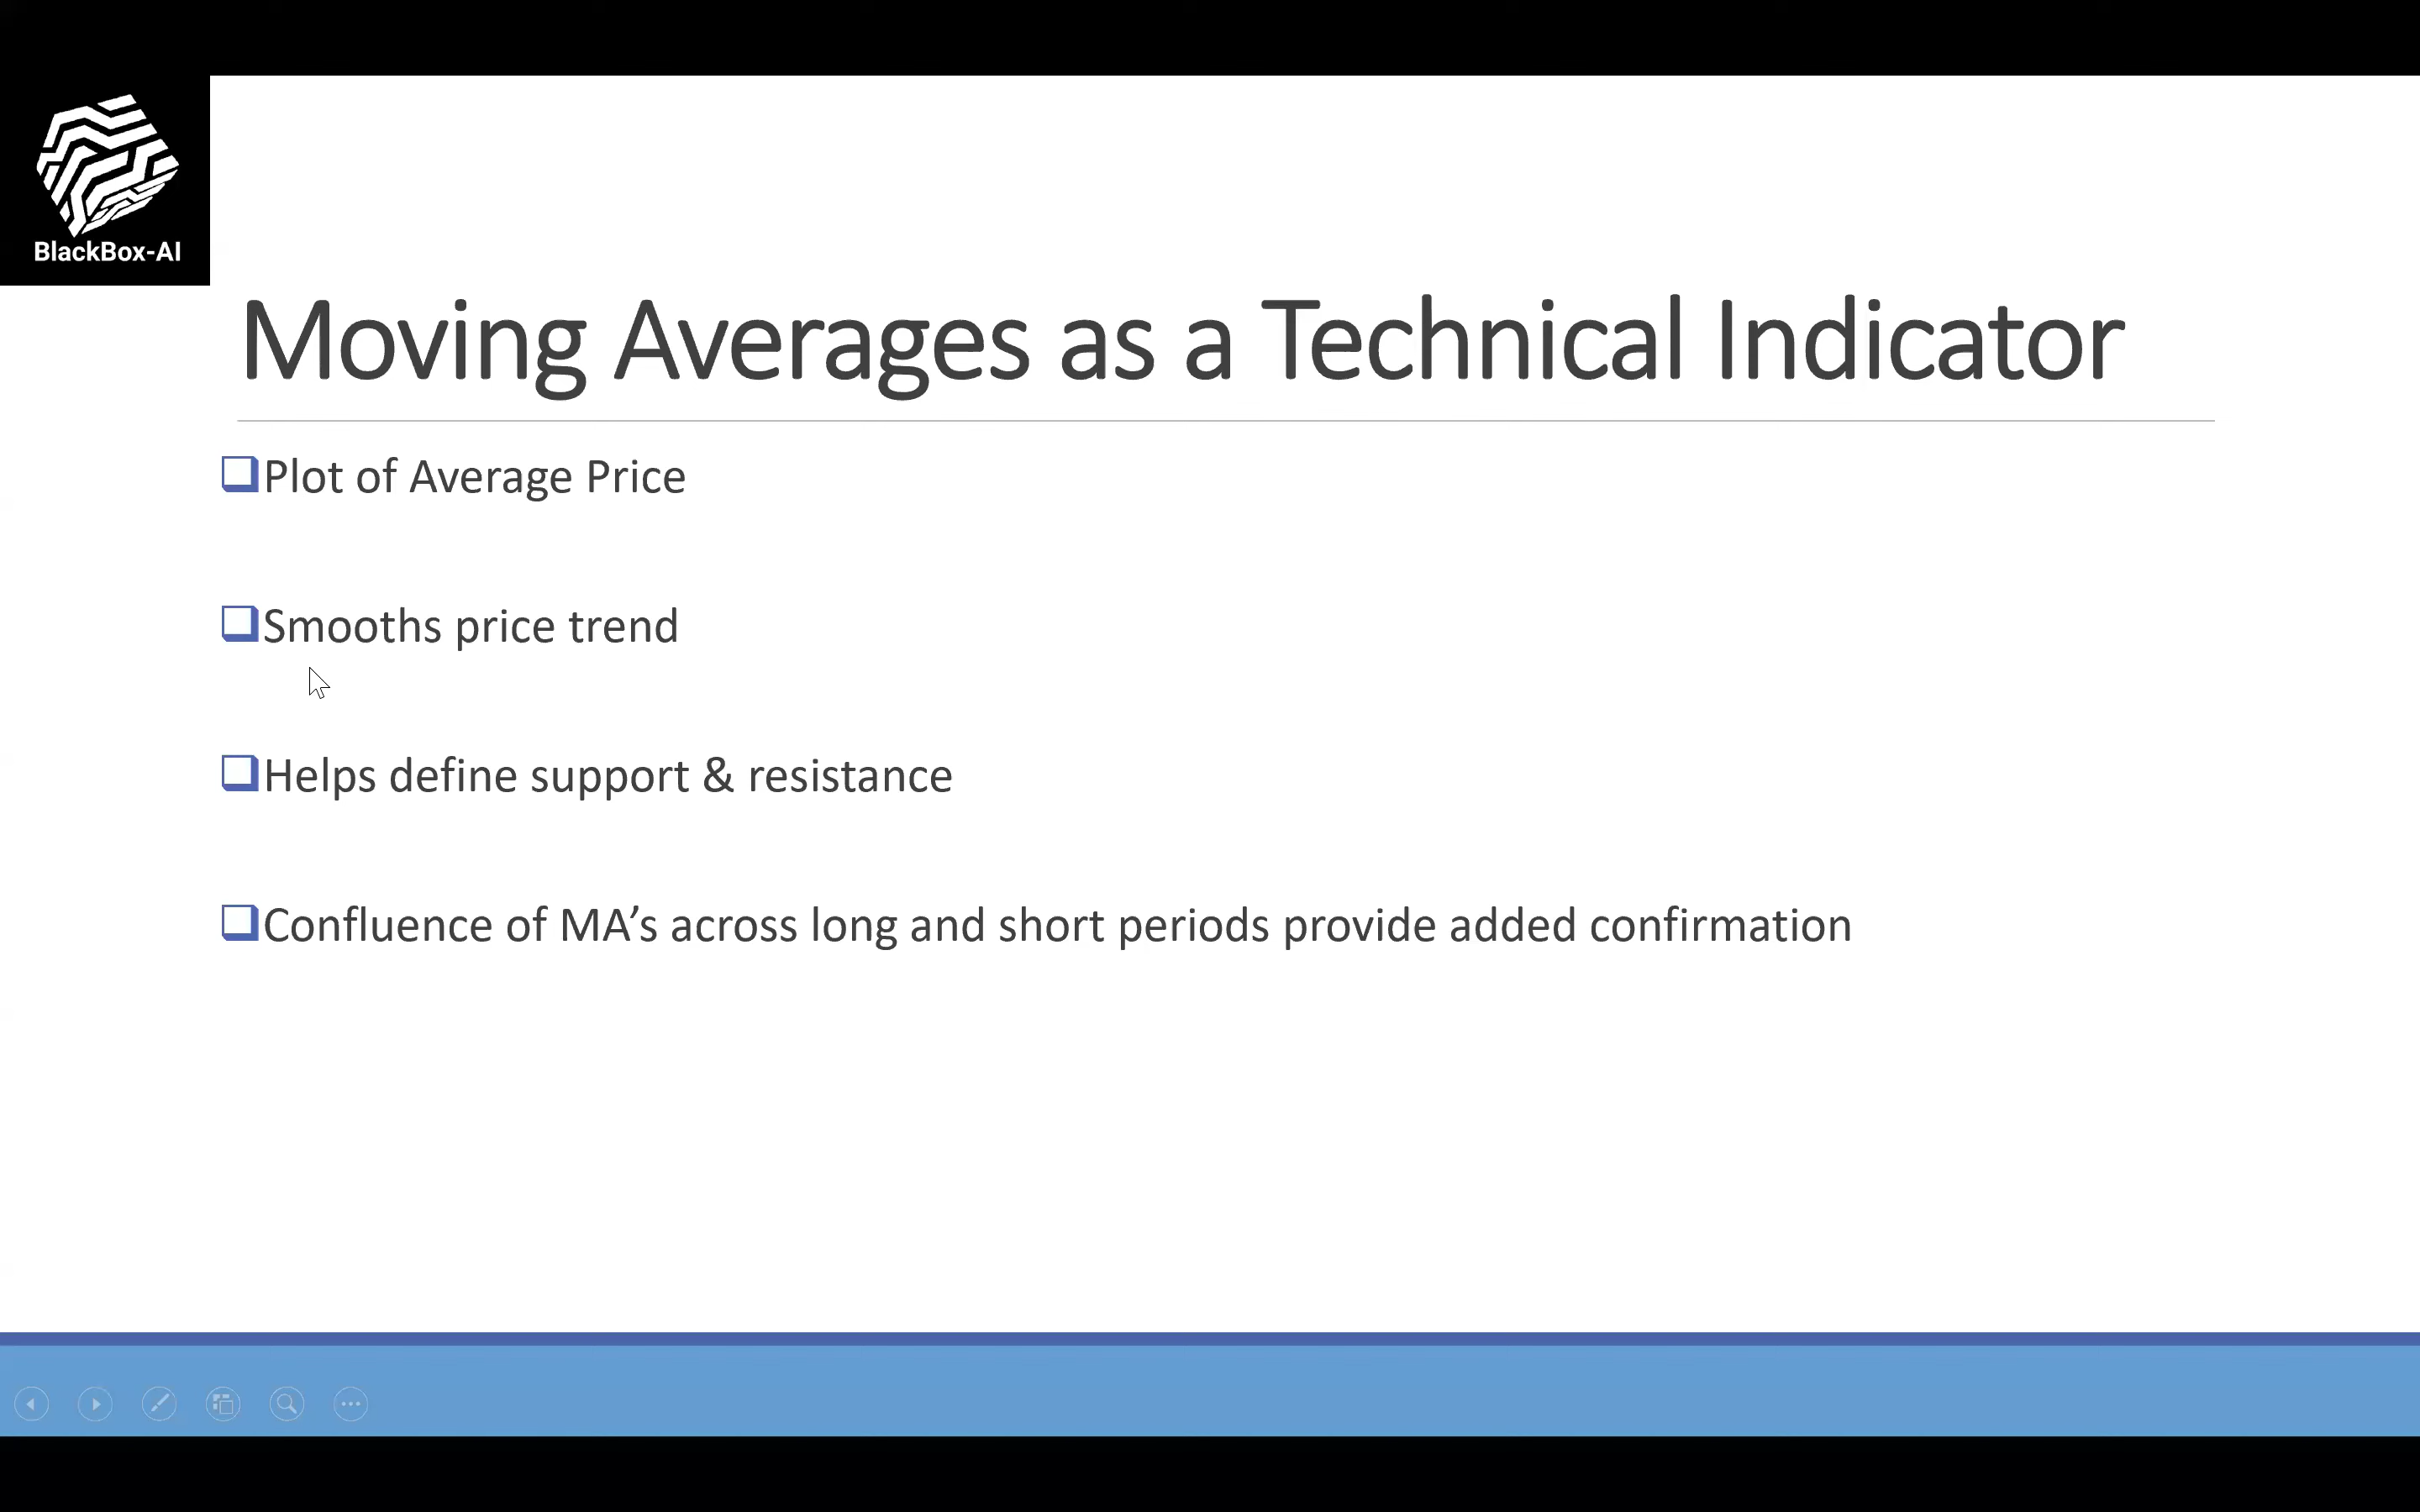 BlackBox-AI
Moving Averages as a Technical Indicator
Plot of Average Price
Smooths price trend
Helps define support & resistance
Confluence of MA’s across long and short periods provide added confirmation